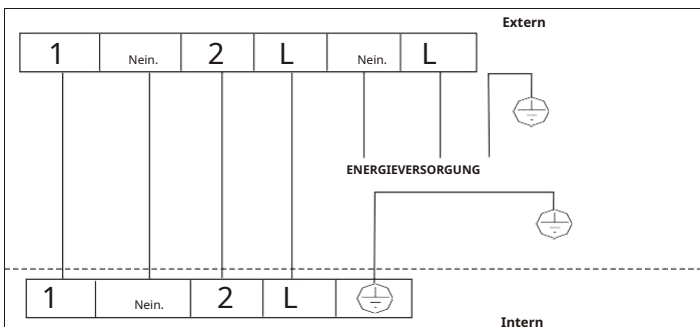 Extern
1 Nein. 2 L Nein. L
ENERGIEVERSORGUNG
1 Nein. 2 L
Intern